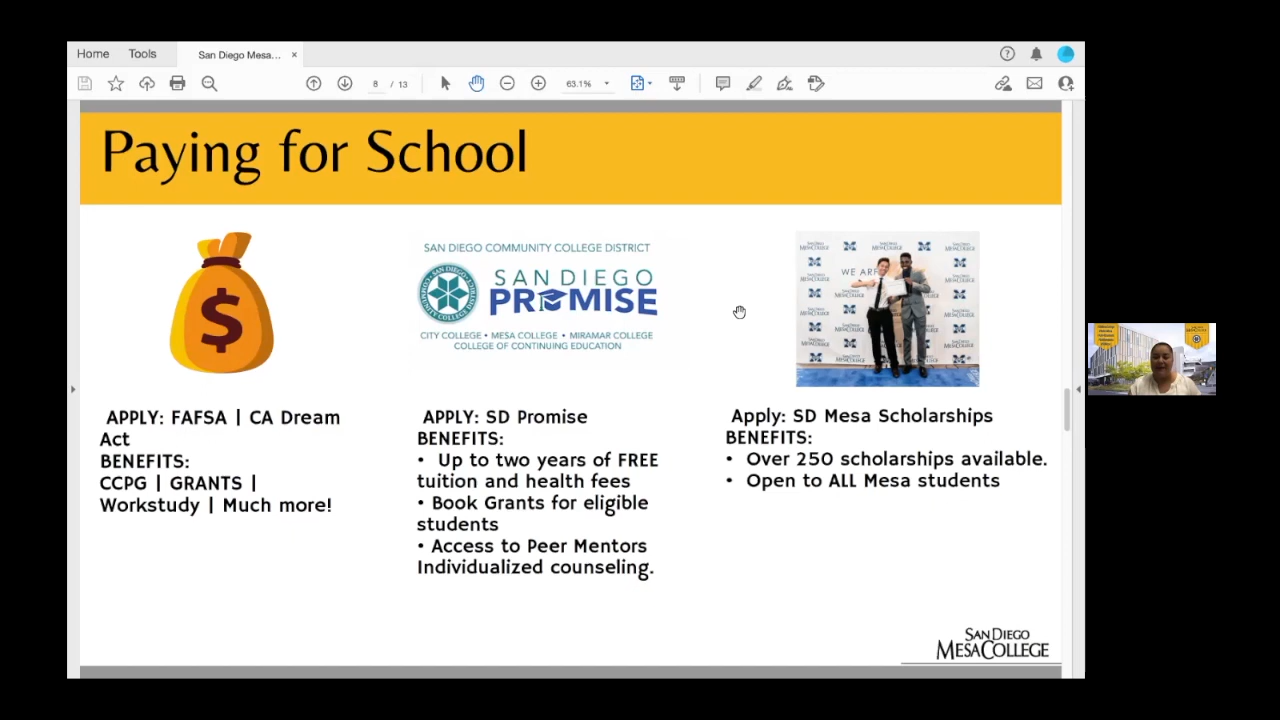 Home
Tools
San Diego Mesa...
8 / 13
63.1%
Paying for School
SAN DIEGO COMMUNITY COLLEGE DISTRICT
SAN DIEGO
PROMISE
CITY COLLEGE • MESA COLLEGE • MIRAMAR COLLEGE
COLLEGE OF CONTINUING EDUCATION
WE ARE
APPLY: FAFSA | CA Dream
Act
BENEFITS:
CCPG | GRANTS |
Workstudy | Much more!
APPLY: SD Promise
BENEFITS:
• Up to two years of FREE
tuition and health fees
• Book Grants for eligible
students
• Access to Peer Mentors
Individualized counseling.
Apply: SD Mesa Scholarships
BENEFITS:
• Over 250 scholarships available.
• Open to ALL Mesa students
SAN DIEGO
MESA COLLEGE